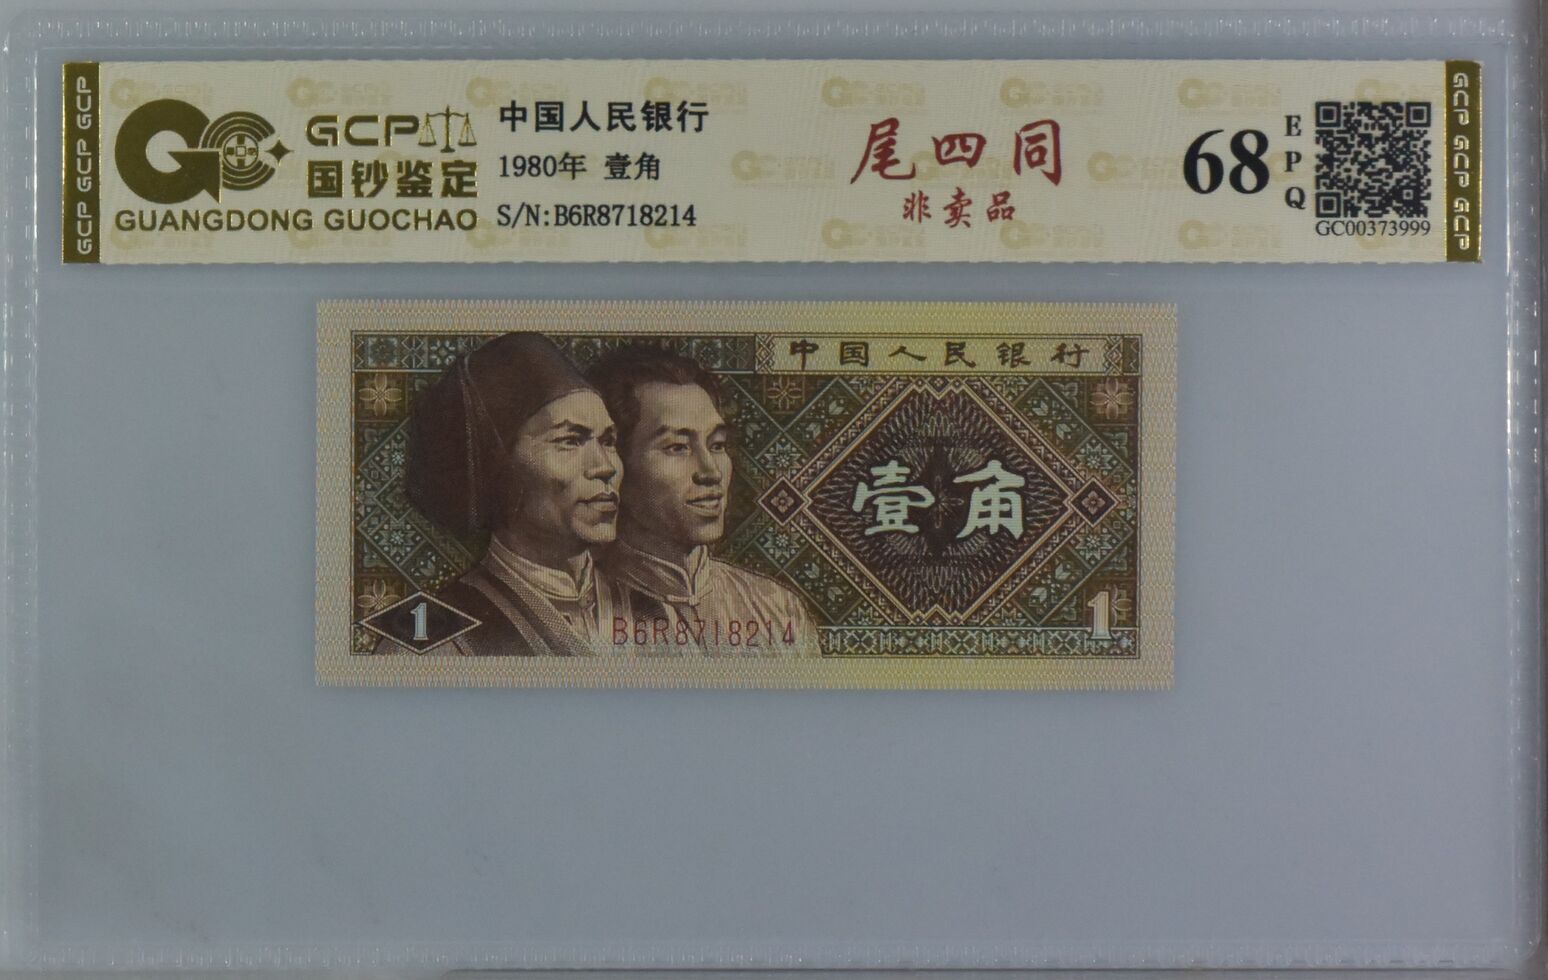 GCP GCP GCP
GCP
国钞鉴定
GUANGDONG GUOCHAO
中国人民银行
1980年 壹角
S/N:B6R8718214
尾四同
非卖品
68
EPQ
GC00373999
GCP GCP GCP
中国人民银行
壹角
1
B6R8718214
1